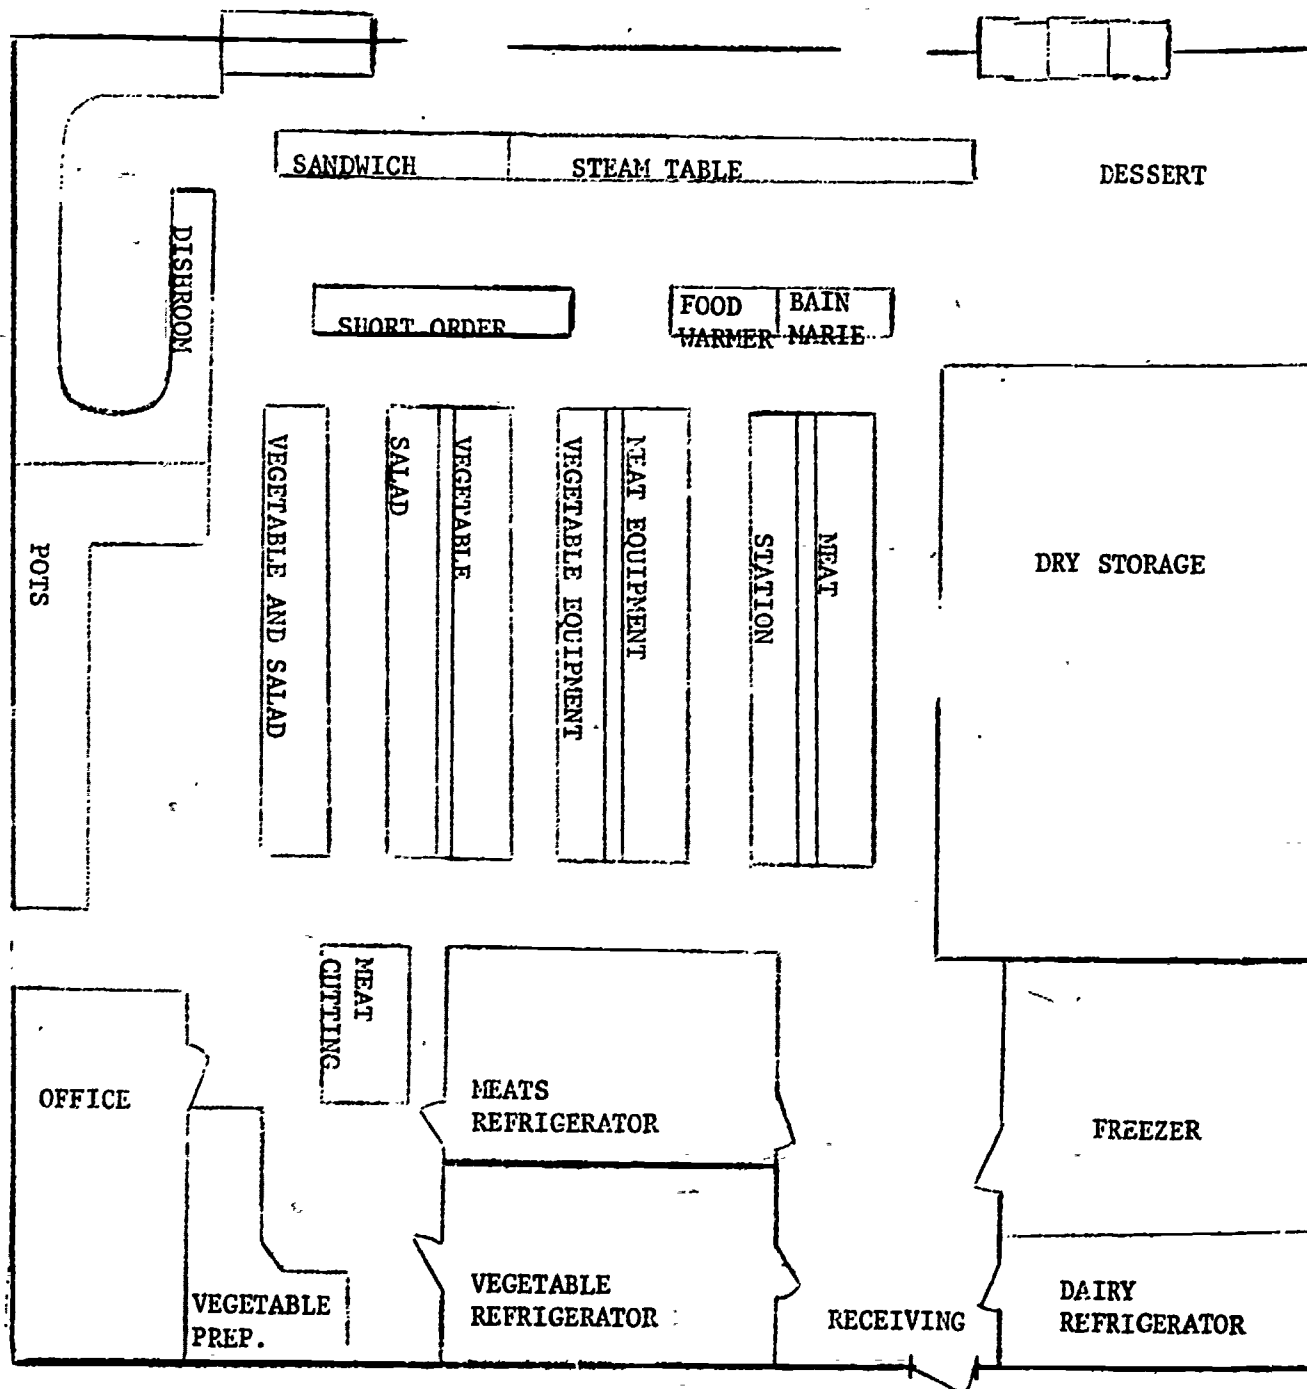 SANDWICH
STEAM TABLE
DESSERT
DISHROOM
SHORT ORDER
FOOD
WARMER
BAIN
MARIE
POTS
VEGETABLE AND SALAD
SALAD
VEGETABLE
VEGETABLE EQUIPMENT
MEAT EQUIPMENT
STATION
MEAT
DRY STORAGE
MEAT
CUTTING
OFFICE
MEATS
REFRIGERATOR
FREEZER
VEGETABLE
PREP.
VEGETABLE
REFRIGERATOR
RECEIVING
DAIRY
REFRIGERATOR